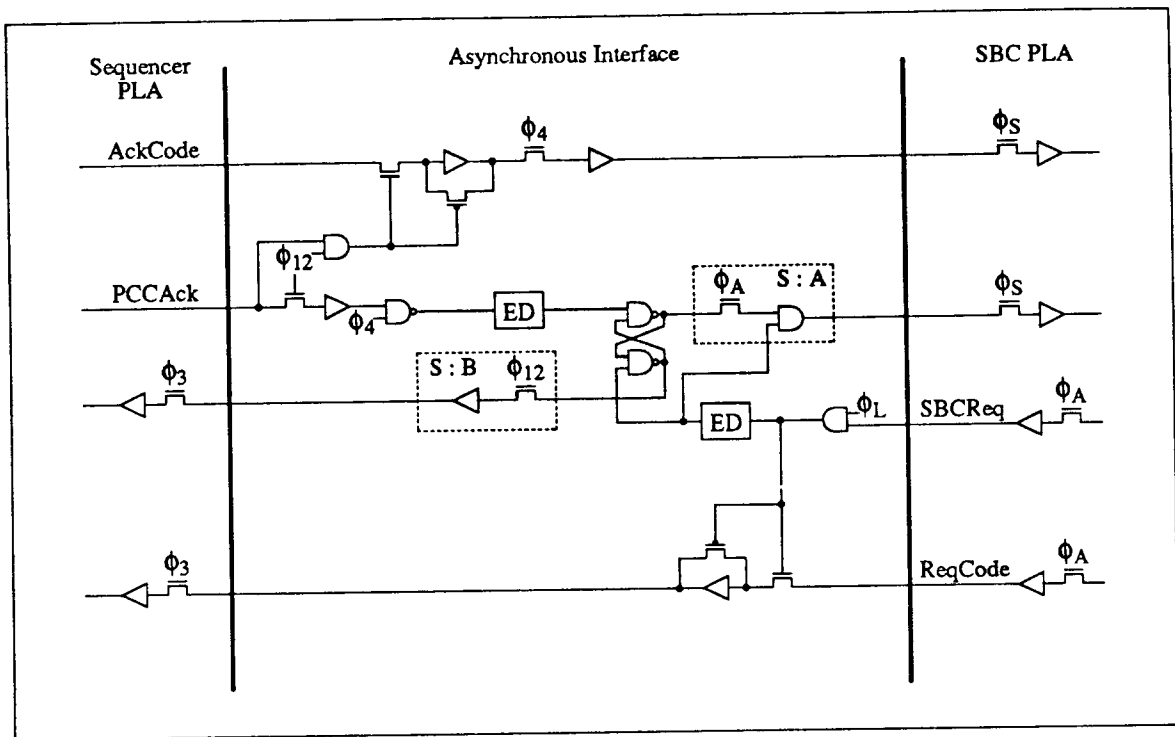 Sequencer PLA
Asynchronous Interface
SBC PLA
AckCode
ϕ4
ϕS
ϕ12
PCCAck
ϕ4
ED
ϕA
S : A
ϕS
ϕ3
S : B
ϕ12
ED
ϕL
SBCReq
ϕA
ϕ3
ReqCode
ϕA